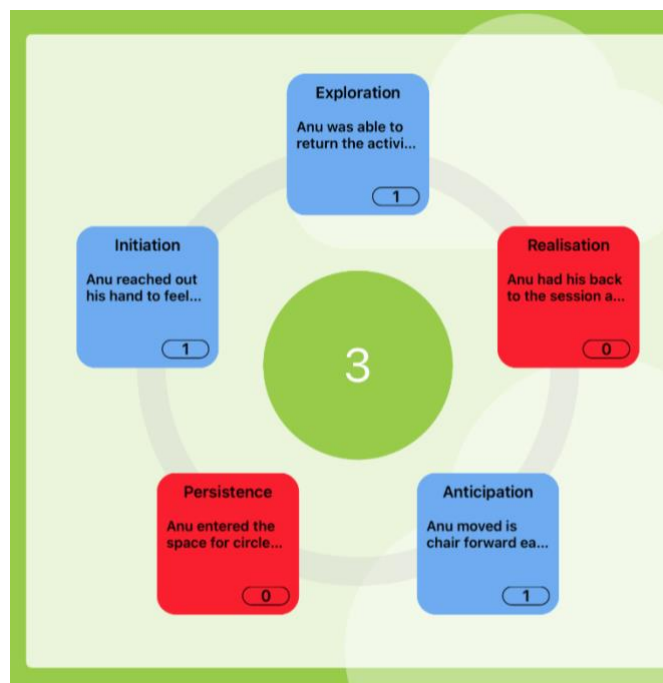 Exploration
Anu was able to
return the activi...
1
Initiation
Anu reached out
his hand to feel...
1
Realisation
Anu had his back
to the session a...
0
3
Persistence
Anu entered the
space for circle...
0
Anticipation
Anu moved is
chair forward ea...
1